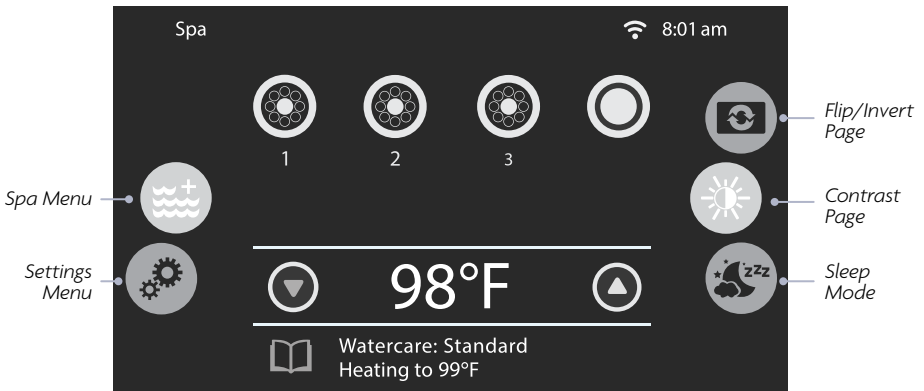 Spa
8:01 am
1
2
3
Flip/Invert
Page
Spa Menu
Contrast
Page
Settings
Menu
98°F
zzz
Sleep
Mode
Watercare: Standard
Heating to 99°F